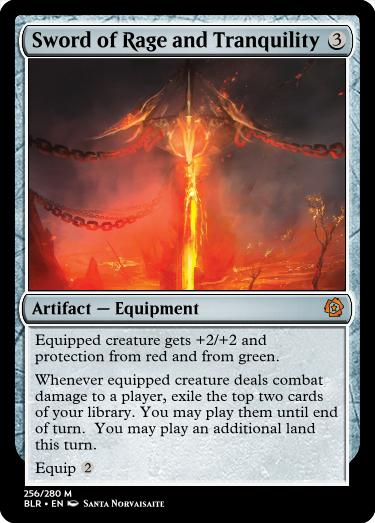 Sword of Rage and Tranquility 3
Artifact — Equipment
Equipped creature gets +2/+2 and
protection from red and from green.
Whenever equipped creature deals combat
damage to a player, exile the top two cards
of your library. You may play them until end
of turn.  You may play an additional land
this turn.
Equip 2
256/280 M
BLR • EN Santa Norvaisaite